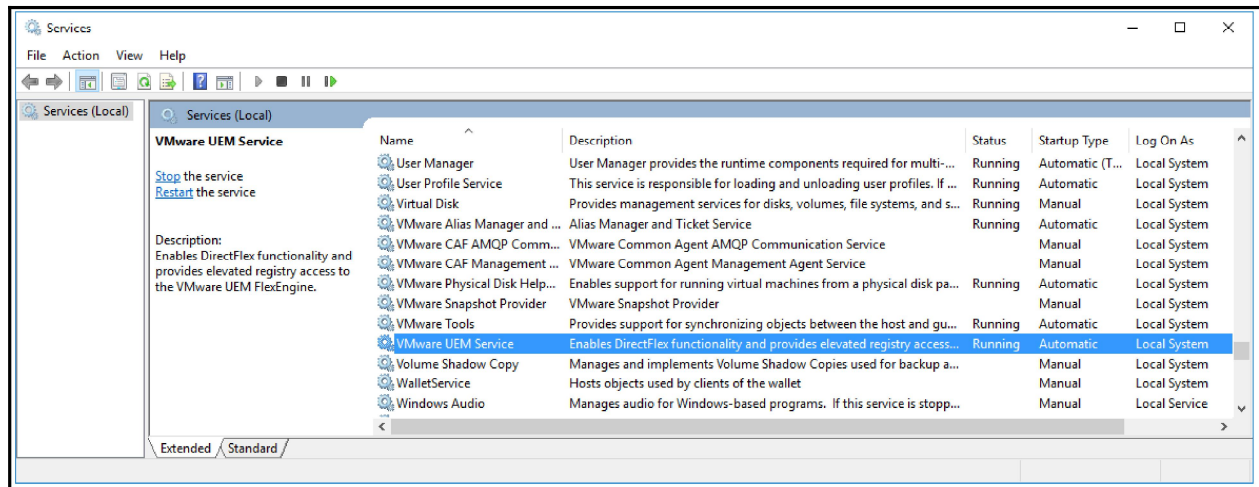 Services
File Action View Help
Services (Local)
Services (Local)
VMware UEM Service
Stop the service
Restart the service
Description:
Enables DirectFlex functionality and
provides elevated registry access to
the VMware UEM FlexEngine.
Name Description Status Startup Type Log On As
User Manager User Manager provides the runtime components required for multi-... Running Automatic (T... Local System
User Profile Service This service is responsible for loading and unloading user profiles. If ... Running Automatic Local System
Virtual Disk Provides management services for disks, volumes, file systems, and s... Running Manual Local System
VMware Alias Manager and ... Alias Manager and Ticket Service Running Automatic Local System
VMware CAF AMQP Comm... VMware Common Agent AMQP Communication Service Manual Local System
VMware CAF Management ... VMware Common Agent Management Agent Service Manual Local System
VMware Physical Disk Help... Enables support for running virtual machines from a physical disk pa... Running Automatic Local System
VMware Snapshot Provider VMware Snapshot Provider Manual Local System
VMware Tools Provides support for synchronizing objects between the host and gu... Running Automatic Local System
VMware UEM Service Enables DirectFlex functionality and provides elevated registry access... Running Automatic Local System
Volume Shadow Copy Manages and implements Volume Shadow Copies used for backup a... Manual Local System
WalletService Hosts objects used by clients of the wallet Manual Local System
Windows Audio Manages audio for Windows-based programs. If this service is stopp... Manual Local Service
Extended Standard